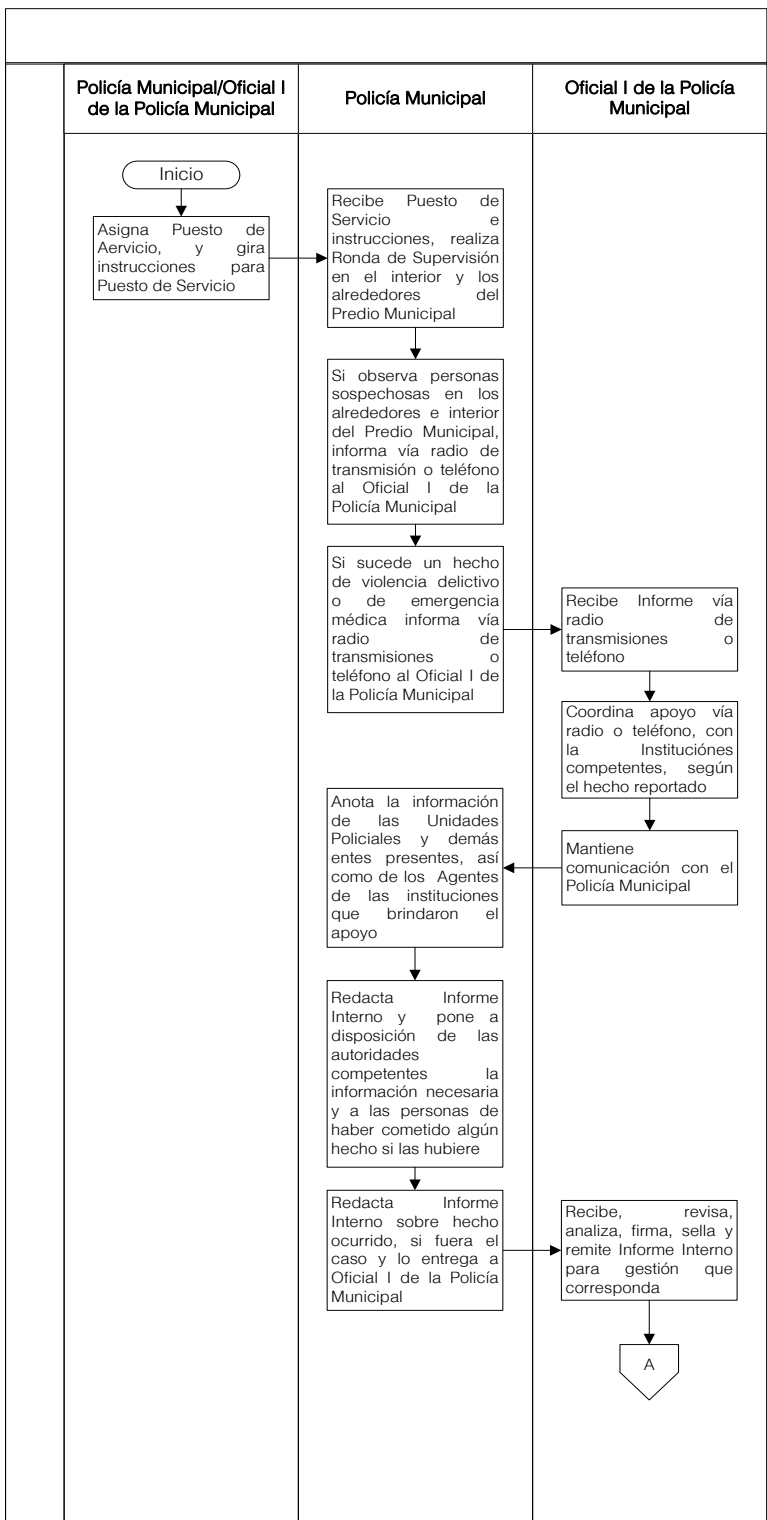 Policía Municipal/Oficial I
de la Policía Municipal
Policía Municipal
Oficial I de la Policía
Municipal
Inicio
Asigna Puesto de
Aervicio, y gira
instrucciones para
Puesto de Servicio
Recibe Puesto de
Servicio e
instrucciones, realiza
Ronda de Supervisión
en el interior y los
alrededores del
Predio Municipal
Si observa personas
sospechosas en los
alrededores e interior
del Predio Municipal,
informa vía radio de
transmisión o teléfono
al Oficial I de la
Policía Municipal
Si sucede un hecho
de violencia delictivo
o de emergencia
médica informa vía
radio de
transmisiones o
teléfono al Oficial I de
la Policía Municipal
Recibe Informe vía
radio de
transmisiones o
teléfono
Coordina apoyo vía
radio o teléfono, con
la Instituciónes
competentes, según
el hecho reportado
Mantiene
comunicación con el
Policía Municipal
Anota la información
de las Unidades
Policiales y demás
entes presentes, así
como de los Agentes
de las instituciones
que brindaron el
apoyo
Redacta Informe
Interno y pone a
disposición de las
autoridades
competentes la
información necesaria
y a las personas de
haber cometido algún
hecho si las hubiere
Redacta Informe
Interno sobre hecho
ocurrido, si fuera el
caso y lo entrega a
Oficial I de la Policía
Municipal
Recibe, revisa,
analiza, firma, sella y
remite Informe Interno
para gestión que
corresponda
A